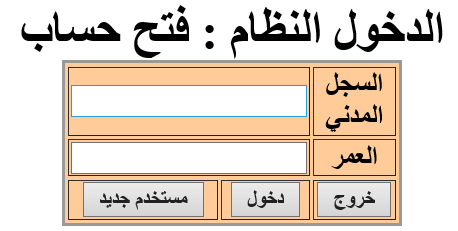 الدخول النظام : فتح حساب
السجل
المدني
العمر
خروج دخول مستخدم جديد